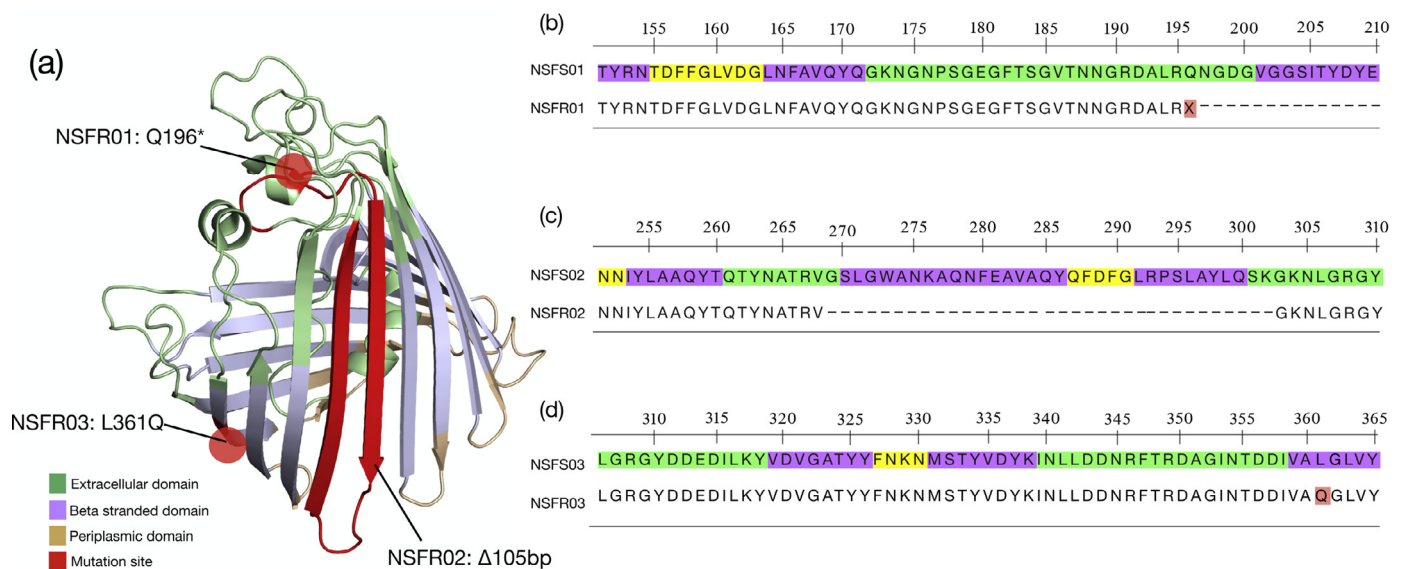 (a)
NSFR01: Q196*
NSFR03: L361Q
NSFR02: Δ105bp
Extracellular domain
Beta stranded domain
Periplasmic domain
Mutation site
(b)
155 160 165 170 175 180 185 190 195 200 205 210
NSFS01 TYRNTDFFGLVDGLNFAVQYQGKNGNPSGEGFTSGVTNNGRDALRQNGDGVGGSITYDYE
NSFR01 TYRNTDFFGLVDGLNFAVQYQGKNGNPSGEGFTSGVTNNGRDALRX--------------
(c)
255 260 265 270 275 280 285 290 295 300 305 310
NSFS02 NNIYLAAQYTQTYNATRVGSLGWANKAQNFEAVAQYQFDFGLRPSLAYLQSKGKNLGRGY
NSFR02 NNIYLAAQYTQTYNATRV----------------------------------GKNLGRGY
(d)
310 315 320 325 330 335 340 345 350 355 360 365
NSFS03 LGRGYDDEDILKYVDVGATYYFNKNMSTYVDYKINLLDDNRFTRDAGINTDDIVALGLVY
NSFR03 LGRGYDDEDILKYVDVGATYYFNKNMSTYVDYKINLLDDNRFTRDAGINTDDIVAQGLVY